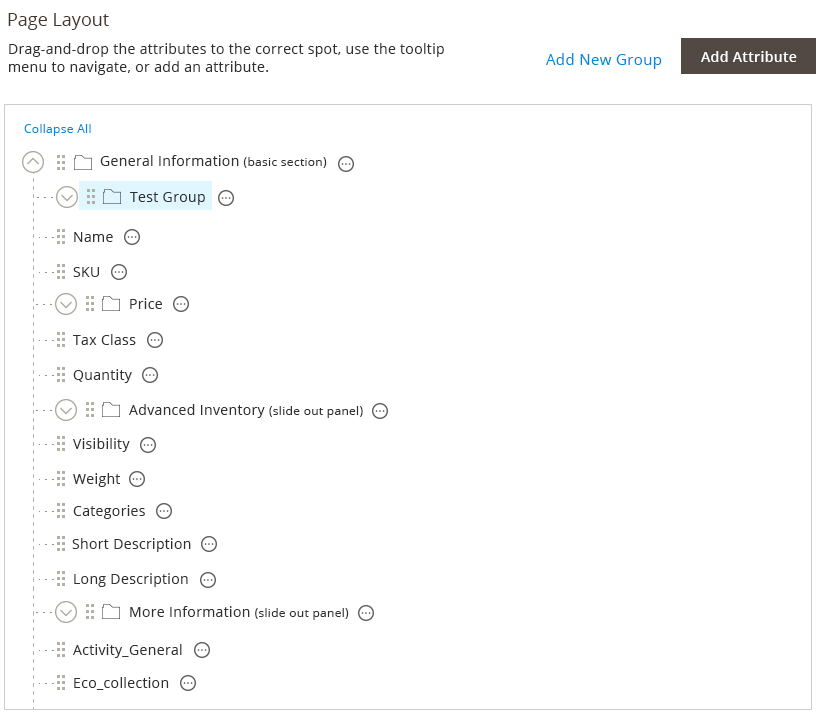 Page Layout
Drag-and-drop the attributes to the correct spot, use the tooltip
menu to navigate, or add an attribute.
Add New Group
Add Attribute
Collapse All
General Information (basic section)
Test Group
Name
SKU
Price
Tax Class
Quantity
Advanced Inventory (slide out panel)
Visibility
Weight
Categories
Short Description
Long Description
More Information (slide out panel)
Activity_General
Eco_collection